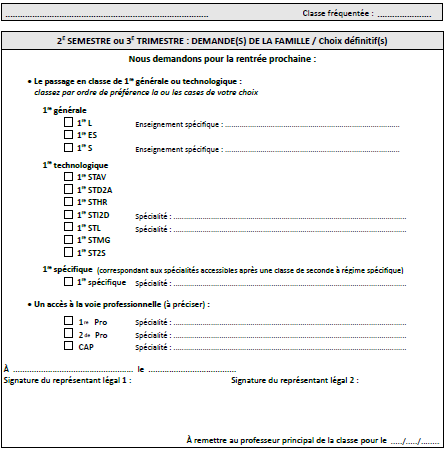 ................................................................................ Classe fréquentée : .....................
2E SEMESTRE ou 3E TRIMESTRE : DEMANDE(S) DE LA FAMILLE / Choix définitif(s)
Nous demandons pour la rentrée prochaine :
• Le passage en classe de 1re générale ou technologique :
classez par ordre de préférence la ou les cases de votre choix
1re générale
☐ 1re L Enseignement spécifique : ......................................................................
☐ 1re ES
☐ 1re S Enseignement spécifique : ......................................................................
1re technologique
☐ 1re STAV
☐ 1re STD2A
☐ 1re STHR
☐ 1re STI2D Spécialité : ..........................................................................................
☐ 1re STL Spécialité : ..........................................................................................
☐ 1re STMG
☐ 1re ST2S
1re spécifique (correspondant aux spécialités accessibles après une classe de seconde à régime spécifique)
☐ 1re spécifique Spécialité : ..........................................................................................
• Un accès à la voie professionnelle (à préciser) :
☐ 1re Pro Spécialité : ..........................................................................................
☐ 2de Pro Spécialité : ..........................................................................................
☐ CAP Spécialité : ..........................................................................................
À ................................................ le ...................................
Signature du représentant légal 1 : Signature du représentant légal 2 :
À remettre au professeur principal de la classe pour le ...../...../........